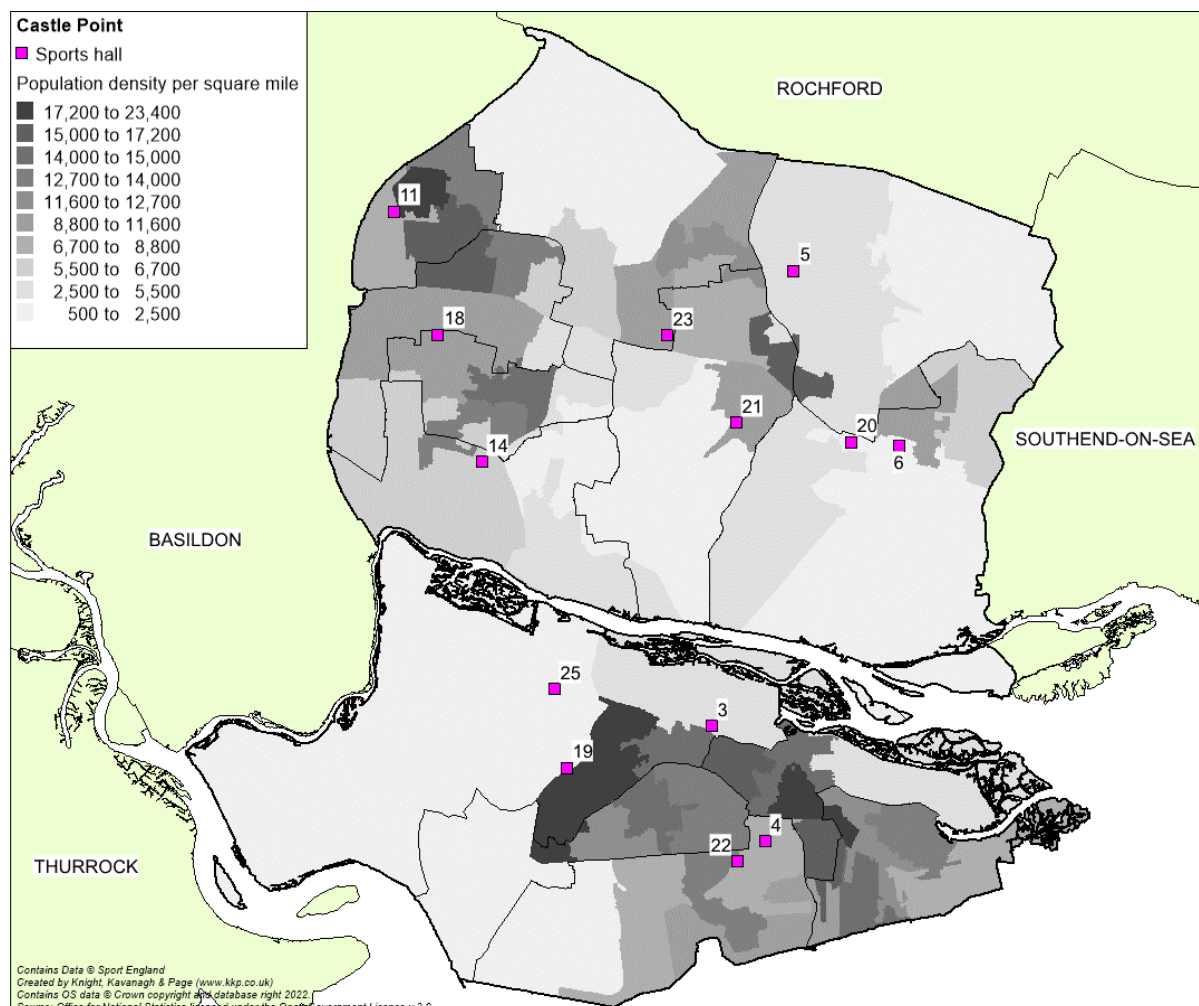 Castle Point
Sports hall
Population density per square mile
17,200 to 23,400
15,000 to 17,200
14,000 to 15,000
12,700 to 14,000
11,600 to 12,700
8,800 to 11,600
6,700 to 8,800
5,500 to 6,700
2,500 to 5,500
500 to 2,500
ROCHFORD
11
5
18
23
21
20
SOUTHEND-ON-SEA
6
14
BASILDON
25
3
19
4
22
THURROCK
Contains Data © Sport England
Created by Knight, Kavanagh & Page (www.kkp.co.uk)
Contains OS data © Crown copyright and database right 2022.